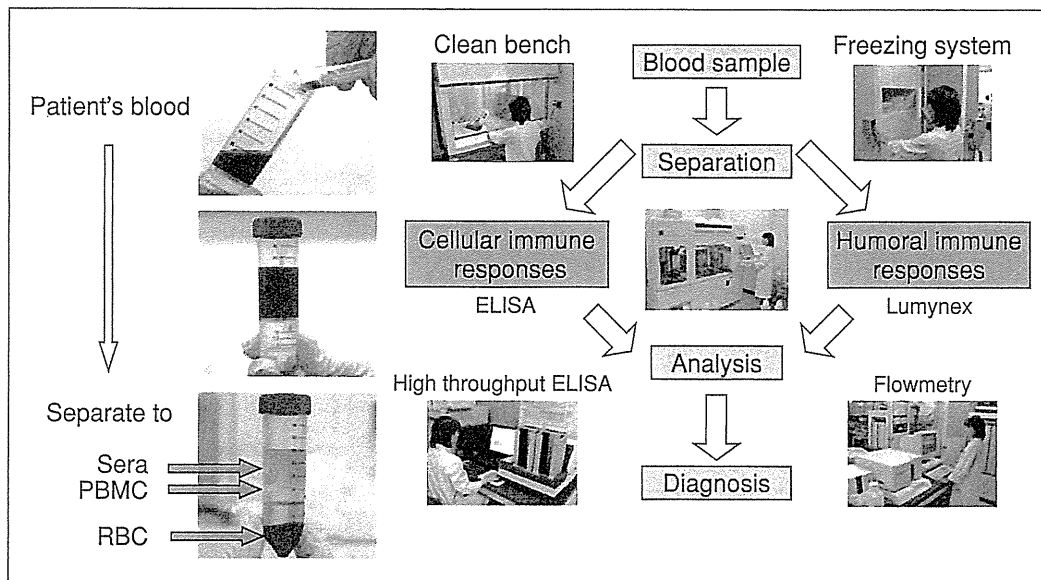 Patient's blood
Separate to
Sera
PBMC
RBC
Clean bench
Blood sample
Freezing system
Separation
Cellular immune
responses
ELISA
Humoral immune
responses
Lumynex
Analysis
High throughput ELISA
Flowmetry
Diagnosis